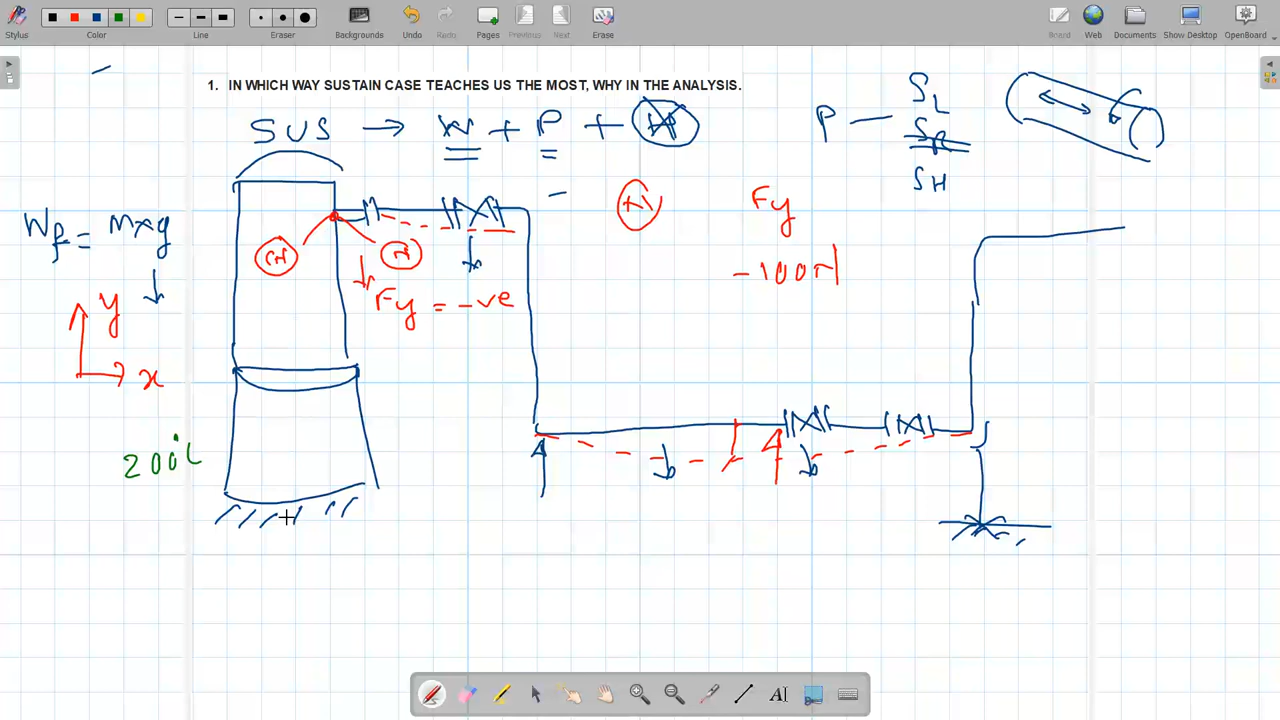 Stylus
Color
Line
Eraser
Backgrounds
Undo
Redo
Pages
Previous
Next
Erase
Board
Web
Documents
Show Desktop
OpenBoard
1. IN WHICH WAY SUSTAIN CASE TEACHES US THE MOST, WHY IN THE ANALYSIS.
SUS → W + P + H
P — SL
SR
SH
Wf = m x g
Fy
-100N
Fy = -ve
y
x
200